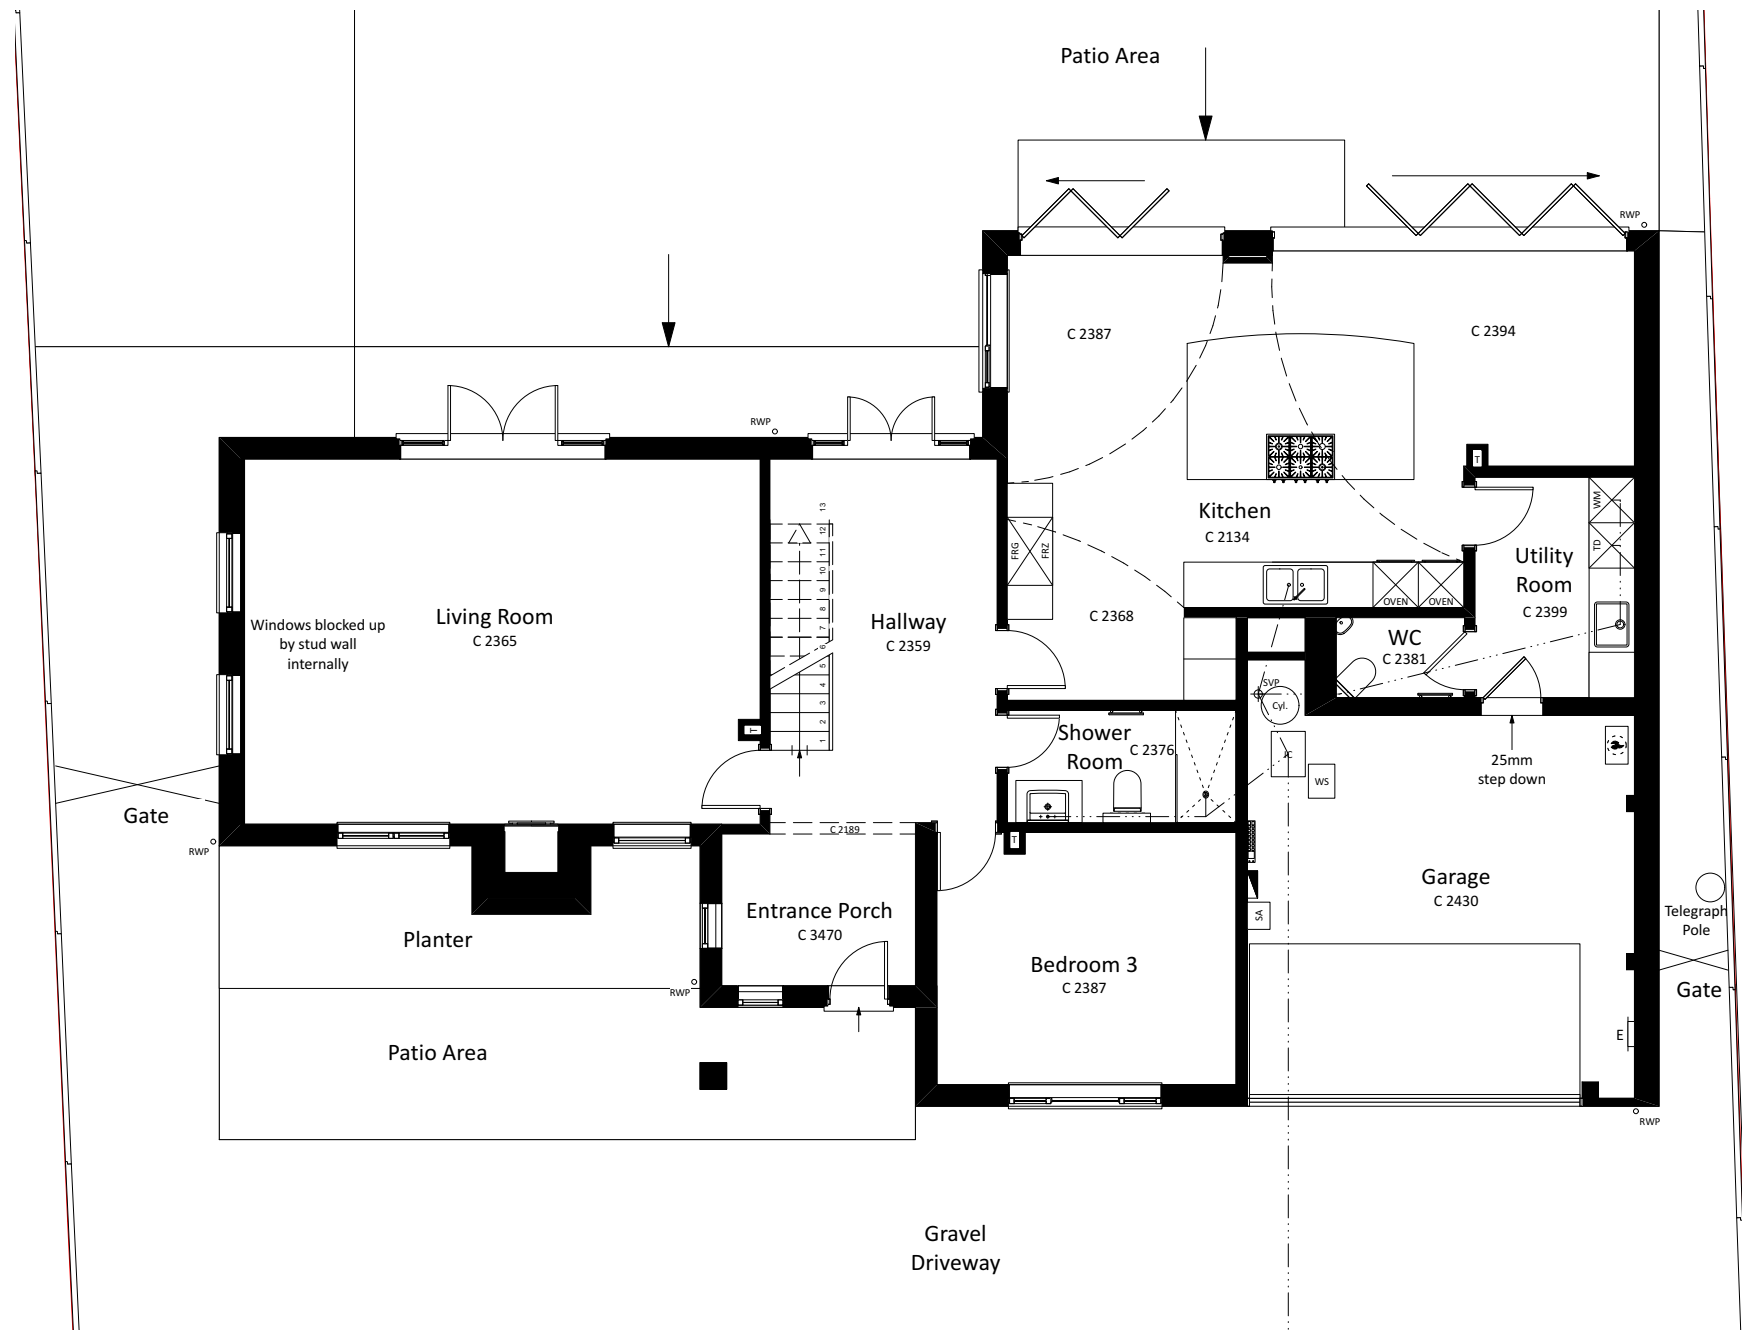 Patio Area
RWP
C 2387
C 2394
RWP
Kitchen
C 2134
FRG
FRZ
OVEN
OVEN
T
WM
TD
Utility
Room
C 2399
Living Room
C 2365
Windows blocked up
by stud wall
internally
13
12
11
10
9
8
7
6
5
4
3
2
1
Hallway
C 2359
C 2368
WC
C 2381
SVP
Cyl.
T
Shower
Room
C 2376
IC
WS
25mm
step down
Gate
RWP
C 2189
T
Garage
C 2430
SA
Telegraph
Pole
Entrance Porch
C 3470
Planter
Bedroom 3
C 2387
RWP
Gate
E
Patio Area
RWP
Gravel
Driveway